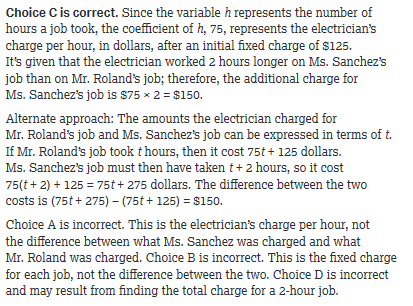 Choice C is correct. Since the variable h represents the number of
hours a job took, the coefficient of h, 75, represents the electrician's
charge per hour, in dollars, after an initial fixed charge of $125.
It's given that the electrician worked 2 hours longer on Ms. Sanchez's
job than on Mr. Roland's job; therefore, the additional charge for
Ms. Sanchez's job is $75 × 2 = $150.
Alternate approach: The amounts the electrician charged for
Mr. Roland's job and Ms. Sanchez's job can be expressed in terms of t.
If Mr. Roland's job took t hours, then it cost 75t + 125 dollars.
Ms. Sanchez's job must then have taken t + 2 hours, so it cost
75(t + 2) + 125 = 75t + 275 dollars. The difference between the two
costs is (75t + 275) – (75t + 125) = $150.
Choice A is incorrect. This is the electrician's charge per hour, not
the difference between what Ms. Sanchez was charged and what
Mr. Roland was charged. Choice B is incorrect. This is the fixed charge
for each job, not the difference between the two. Choice D is incorrect
and may result from finding the total charge for a 2-hour job.